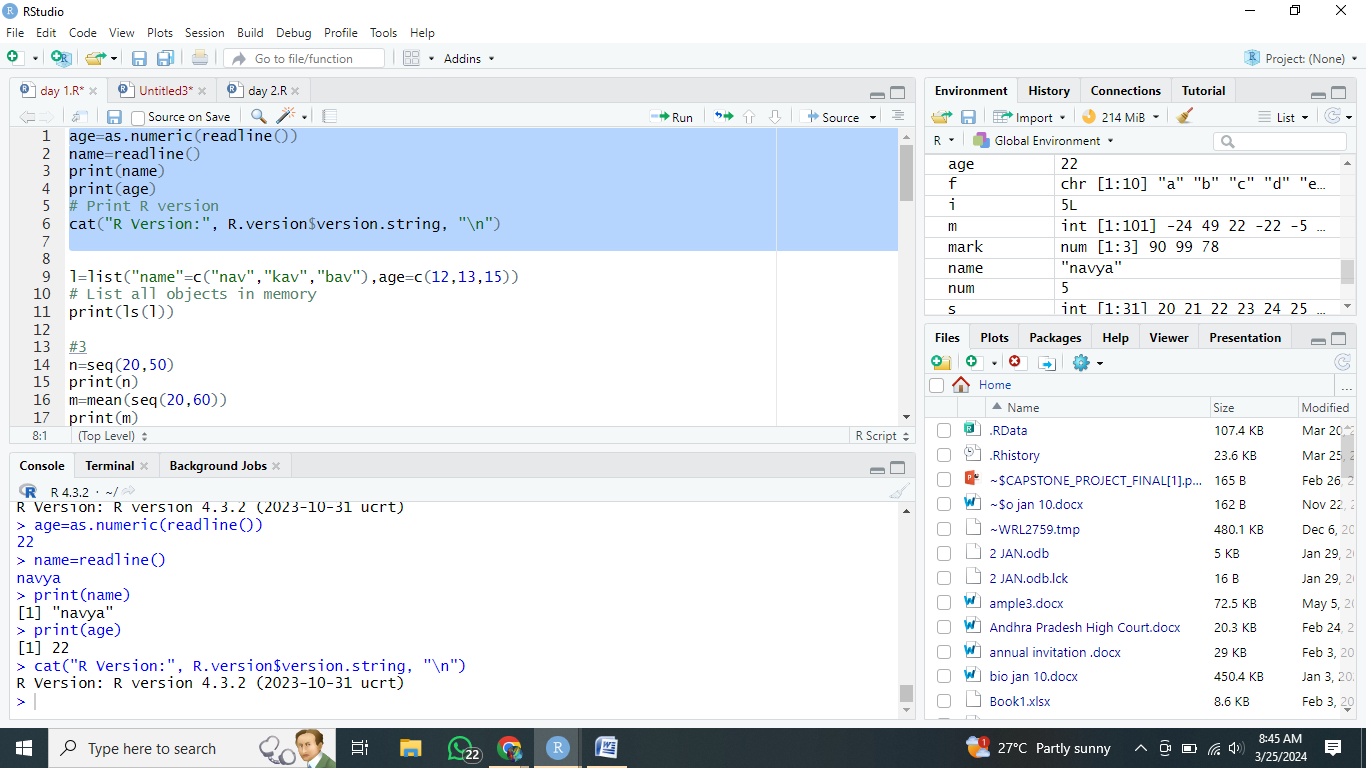 RStudio
File Edit Code View Plots Session Build Debug Profile Tools Help
Go to file/function Addins Project: (None)
day 1.R* Untitled3* day 2.R
Source on Save Run Source
1 age=as.numeric(readline())
2 name=readline()
3 print(name)
4 print(age)
5 # Print R version
6 cat("R Version:", R.version$version.string, "\n")
7
8
9 l=list("name"=c("nav","kav","bav"),age=c(12,13,15))
10 # List all objects in memory
11 print(ls(l))
12
13 #3
14 n=seq(20,50)
15 print(n)
16 m=mean(seq(20,60))
17 print(m)
8:1 (Top Level) R Script
Console Terminal Background Jobs
R 4.3.2 · ~/
R Version: R version 4.3.2 (2023-10-31 ucrt)
> age=as.numeric(readline())
22
> name=readline()
navya
> print(name)
[1] "navya"
> print(age)
[1] 22
> cat("R Version:", R.version$version.string, "\n")
R Version: R version 4.3.2 (2023-10-31 ucrt)
>
Environment History Connections Tutorial
Import 214 MiB List
R Global Environment
age 22
f chr [1:10] "a" "b" "c" "d" "e…
i 5L
m int [1:101] -24 49 22 -22 -5 …
mark num [1:3] 90 99 78
name "navya"
num 5
s int [1:31] 20 21 22 23 24 25 …
Files Plots Packages Help Viewer Presentation
Home ...
Name Size Modified
.RData 107.4 KB Mar 20,
.Rhistory 23.6 KB Mar 25,
~$CAPSTONE_PROJECT_FINAL[1].p... 165 B Feb 26,
~$o jan 10.docx 162 B Nov 22,
~WRL2759.tmp 480.1 KB Dec 6,
2 JAN.odb 5 KB Jan 29,
2 JAN.odb.lck 16 B Jan 29,
ample3.docx 72.5 KB May 5,
Andhra Pradesh High Court.docx 20.3 KB Feb 24,
annual invitation .docx 29 KB Feb 3,
bio jan 10.docx 450.4 KB Jan 3,
Book1.xlsx 8.6 KB Feb 3,
Type here to search 22 1 27°C Partly sunny 8:45 AM
3/25/2024